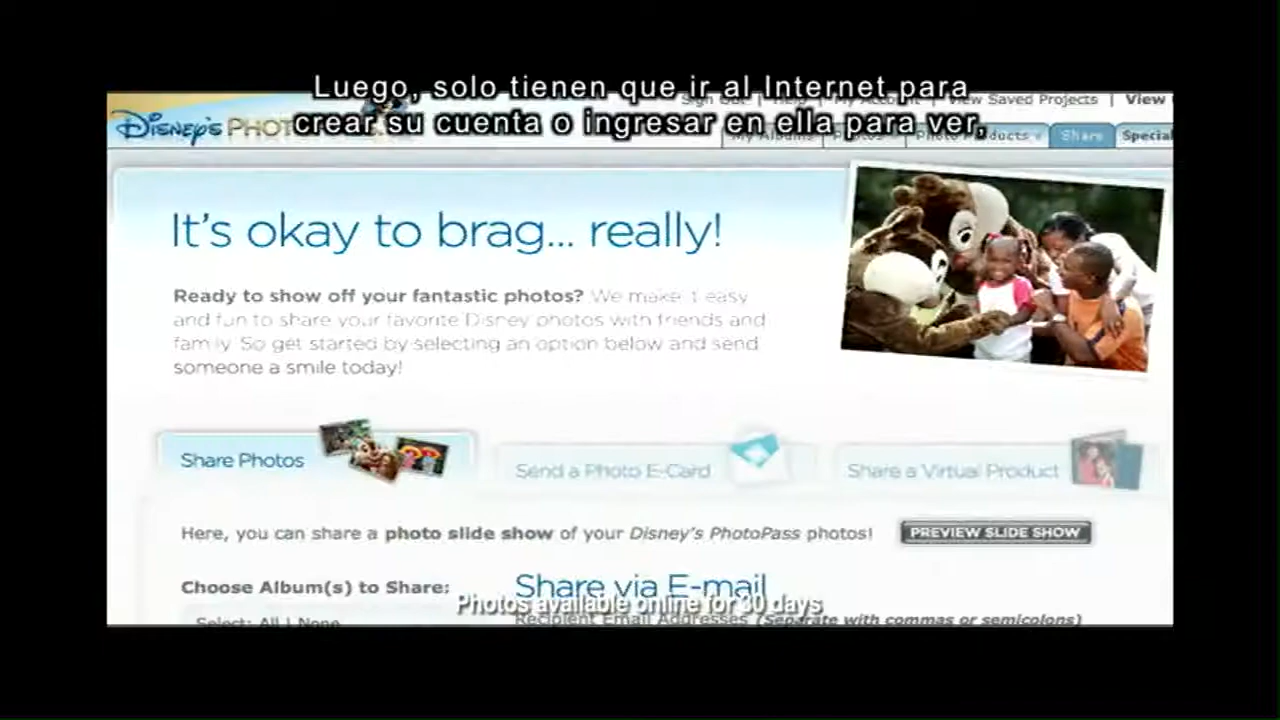 Luego, solo tienen que ir al Internet para
crear su cuenta o ingresar en ella para ver,
Sign Out | Help | My Account | View Saved Projects | View
DISNEY'S PHOT
My Albums Photos Photo Products Share Special
It's okay to brag... really!
Ready to show off your fantastic photos? We make it easy
and fun to share your favorite Disney photos with friends and
family. So get started by selecting an option below and send
someone a smile today!
Share Photos
Send a Photo E-Card
Share a Virtual Product
Here, you can share a photo slide show of your Disney's PhotoPass photos!
PREVIEW SLIDE SHOW
Choose Album(s) to Share:
Share via E-mail
Photos available online for 30 days
Select: All | None
Recipient Email Addresses (Separate with commas or semicolons)